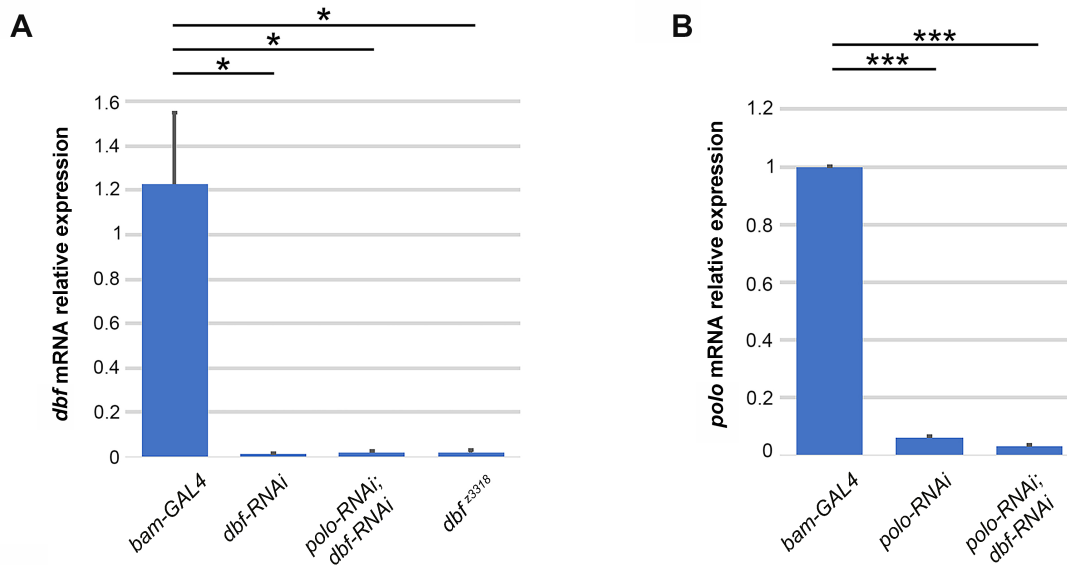 A
*
*
*
dbf mRNA relative expression
1.6
1.4
1.2
1
0.8
0.6
0.4
0.2
0
bam-GAL4
dbf-RNAi
polo-RNAi;
dbf-RNAi
dbf z3318
B
***
***
polo mRNA relative expression
1.2
1
0.8
0.6
0.4
0.2
0
bam-GAL4
polo-RNAi
polo-RNAi;
dbf-RNAi